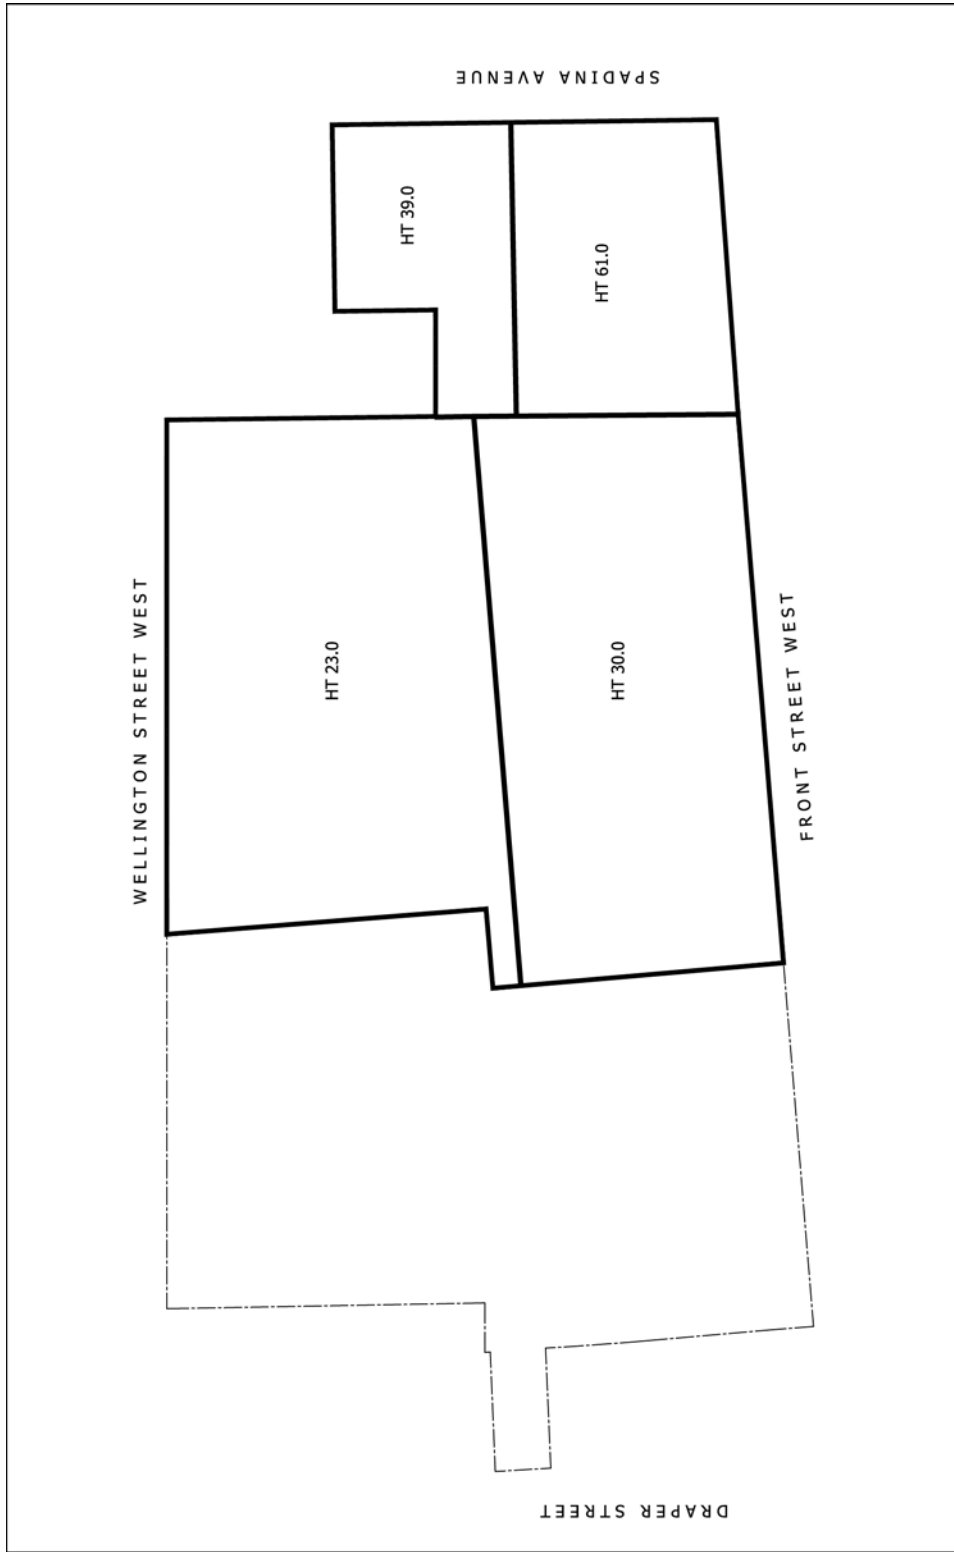 SPADINA AVENUE
HT 39.0
HT 61.0
WELLINGTON STREET WEST
HT 23.0
HT 30.0
FRONT STREET WEST
DRAPER STREET